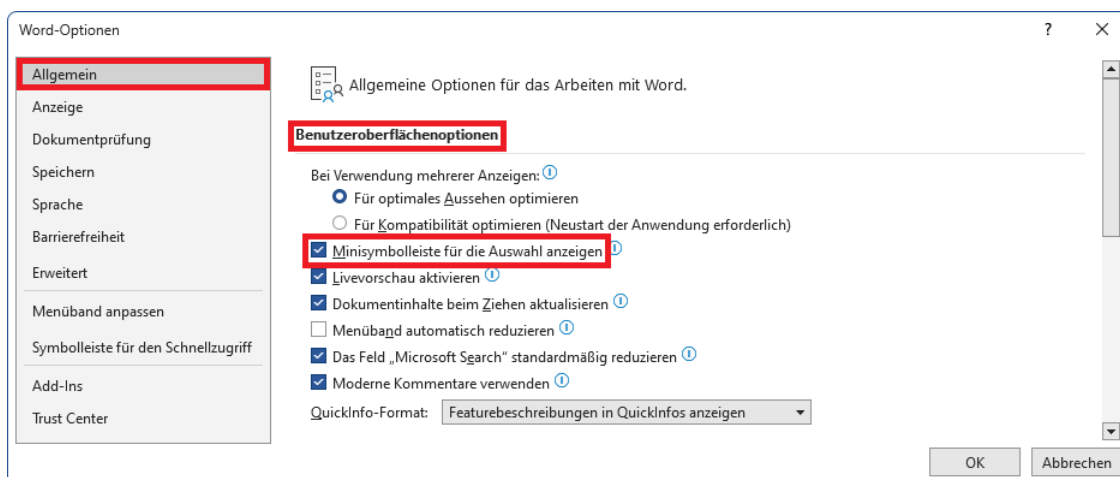 Word-Optionen
?
Allgemein
Anzeige
Dokumentprüfung
Speichern
Sprache
Barrierefreiheit
Erweitert
Menüband anpassen
Symbolleiste für den Schnellzugriff
Add-Ins
Trust Center
Allgemeine Optionen für das Arbeiten mit Word.
Benutzeroberflächenoptionen
Bei Verwendung mehrerer Anzeigen:
Für optimales Aussehen optimieren
Für Kompatibilität optimieren (Neustart der Anwendung erforderlich)
Minisymbolleiste für die Auswahl anzeigen
Livevorschau aktivieren
Dokumentinhalte beim Ziehen aktualisieren
Menüband automatisch reduzieren
Das Feld „Microsoft Search“ standardmäßig reduzieren
Moderne Kommentare verwenden
QuickInfo-Format: Featurebeschreibungen in QuickInfos anzeigen
OK Abbrechen